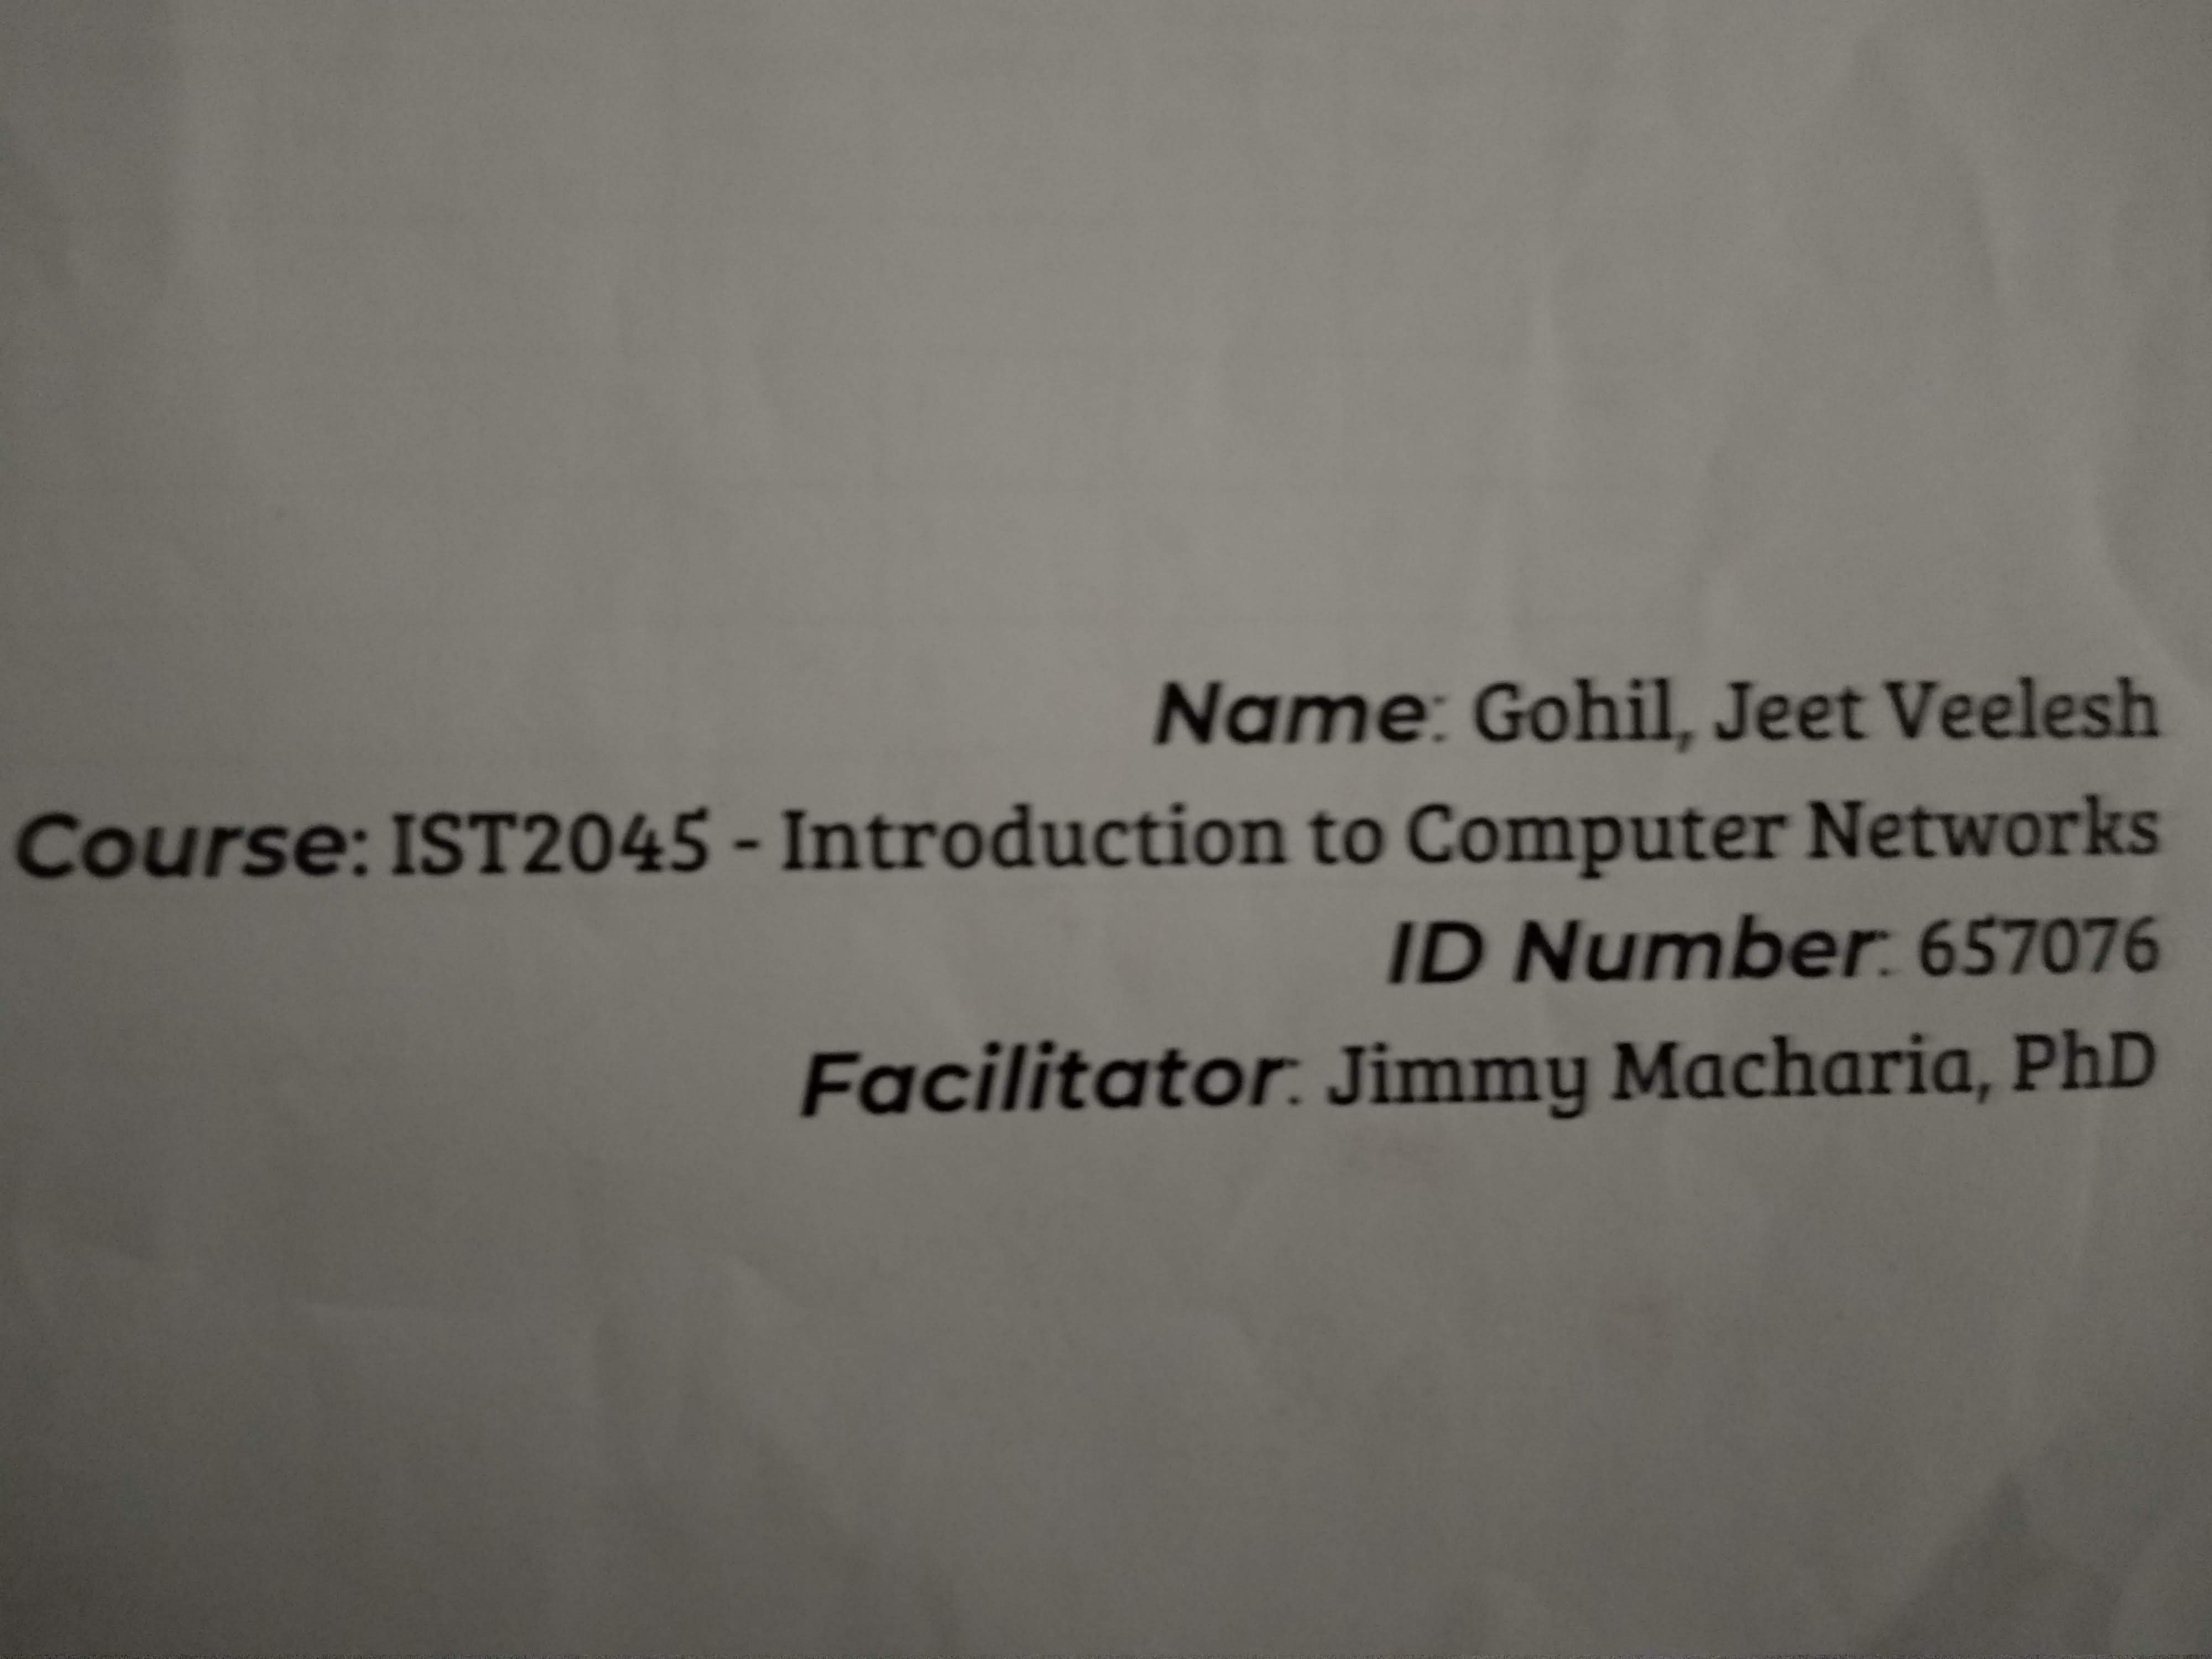 Name: Gohil, Jeet Veelesh
Course: IST2045 - Introduction to Computer Networks
ID Number: 657076
Facilitator: Jimmy Macharia, PhD